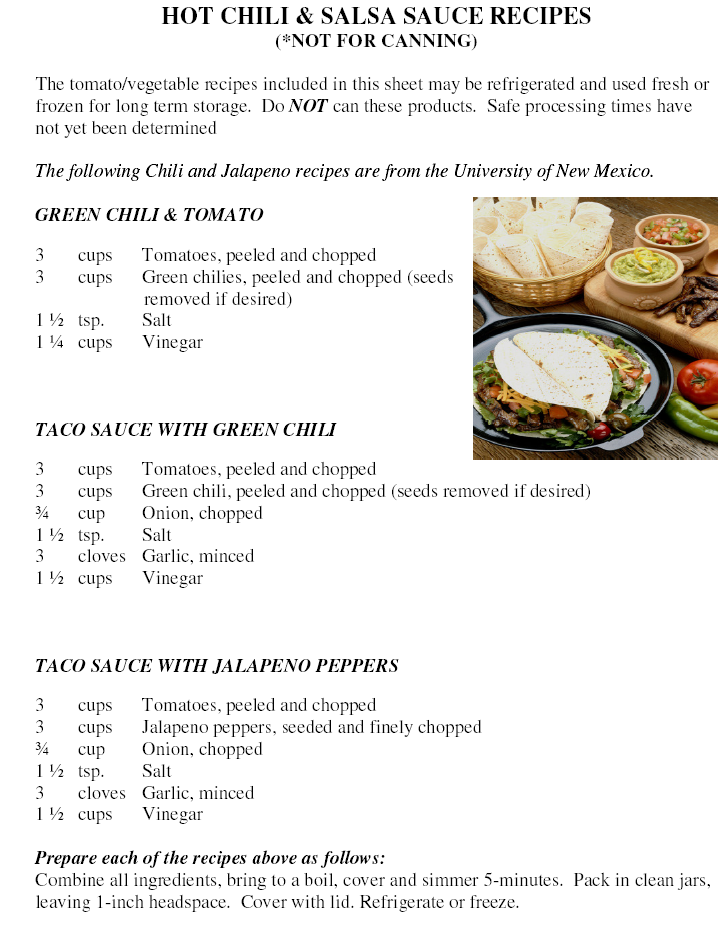 HOT CHILI & SALSA SAUCE RECIPES
(*NOT FOR CANNING)
The tomato/vegetable recipes included in this sheet may be refrigerated and used fresh or
frozen for long term storage.  Do NOT can these products.  Safe processing times have
not yet been determined
The following Chili and Jalapeno recipes are from the University of New Mexico.
GREEN CHILI & TOMATO
3 cups Tomatoes, peeled and chopped
3 cups Green chilies, peeled and chopped (seeds
removed if desired)
1 ½ tsp. Salt
1 ¼ cups Vinegar
TACO SAUCE WITH GREEN CHILI
3 cups Tomatoes, peeled and chopped
3 cups Green chili, peeled and chopped (seeds removed if desired)
¾ cup Onion, chopped
1 ½ tsp. Salt
3 cloves Garlic, minced
1 ½ cups Vinegar
TACO SAUCE WITH JALAPENO PEPPERS
3 cups Tomatoes, peeled and chopped
3 cups Jalapeno peppers, seeded and finely chopped
¾ cup Onion, chopped
1 ½ tsp. Salt
3 cloves Garlic, minced
1 ½ cups Vinegar
Prepare each of the recipes above as follows:
Combine all ingredients, bring to a boil, cover and simmer 5-minutes.  Pack in clean jars,
leaving 1-inch headspace.  Cover with lid. Refrigerate or freeze.